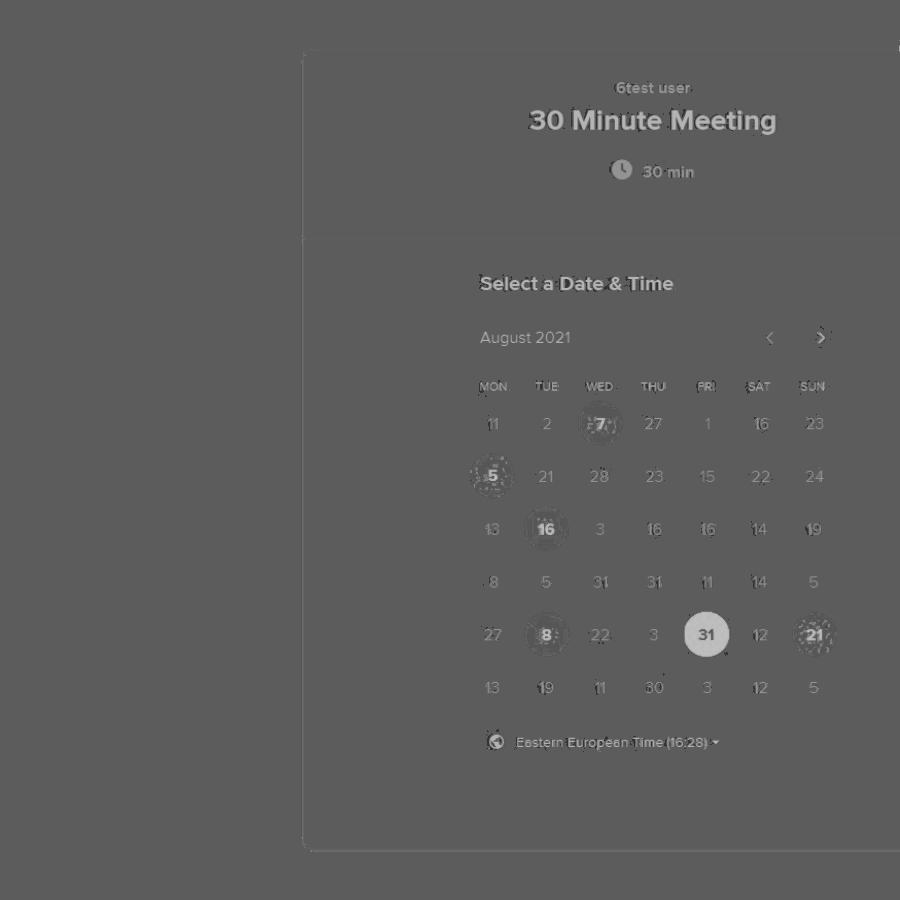 6test user
30 Minute Meeting
30 min
Select a Date & Time
August 2021
MON TUE WED THU FRI SAT SUN
11 2 7 27 1 16 23
5 21 28 23 15 22 24
13 16 3 16 16 14 19
8 5 31 31 11 14 5
27 8 22 3 31 12 21
13 19 11 30 3 12 5
Eastern European Time (16:28)